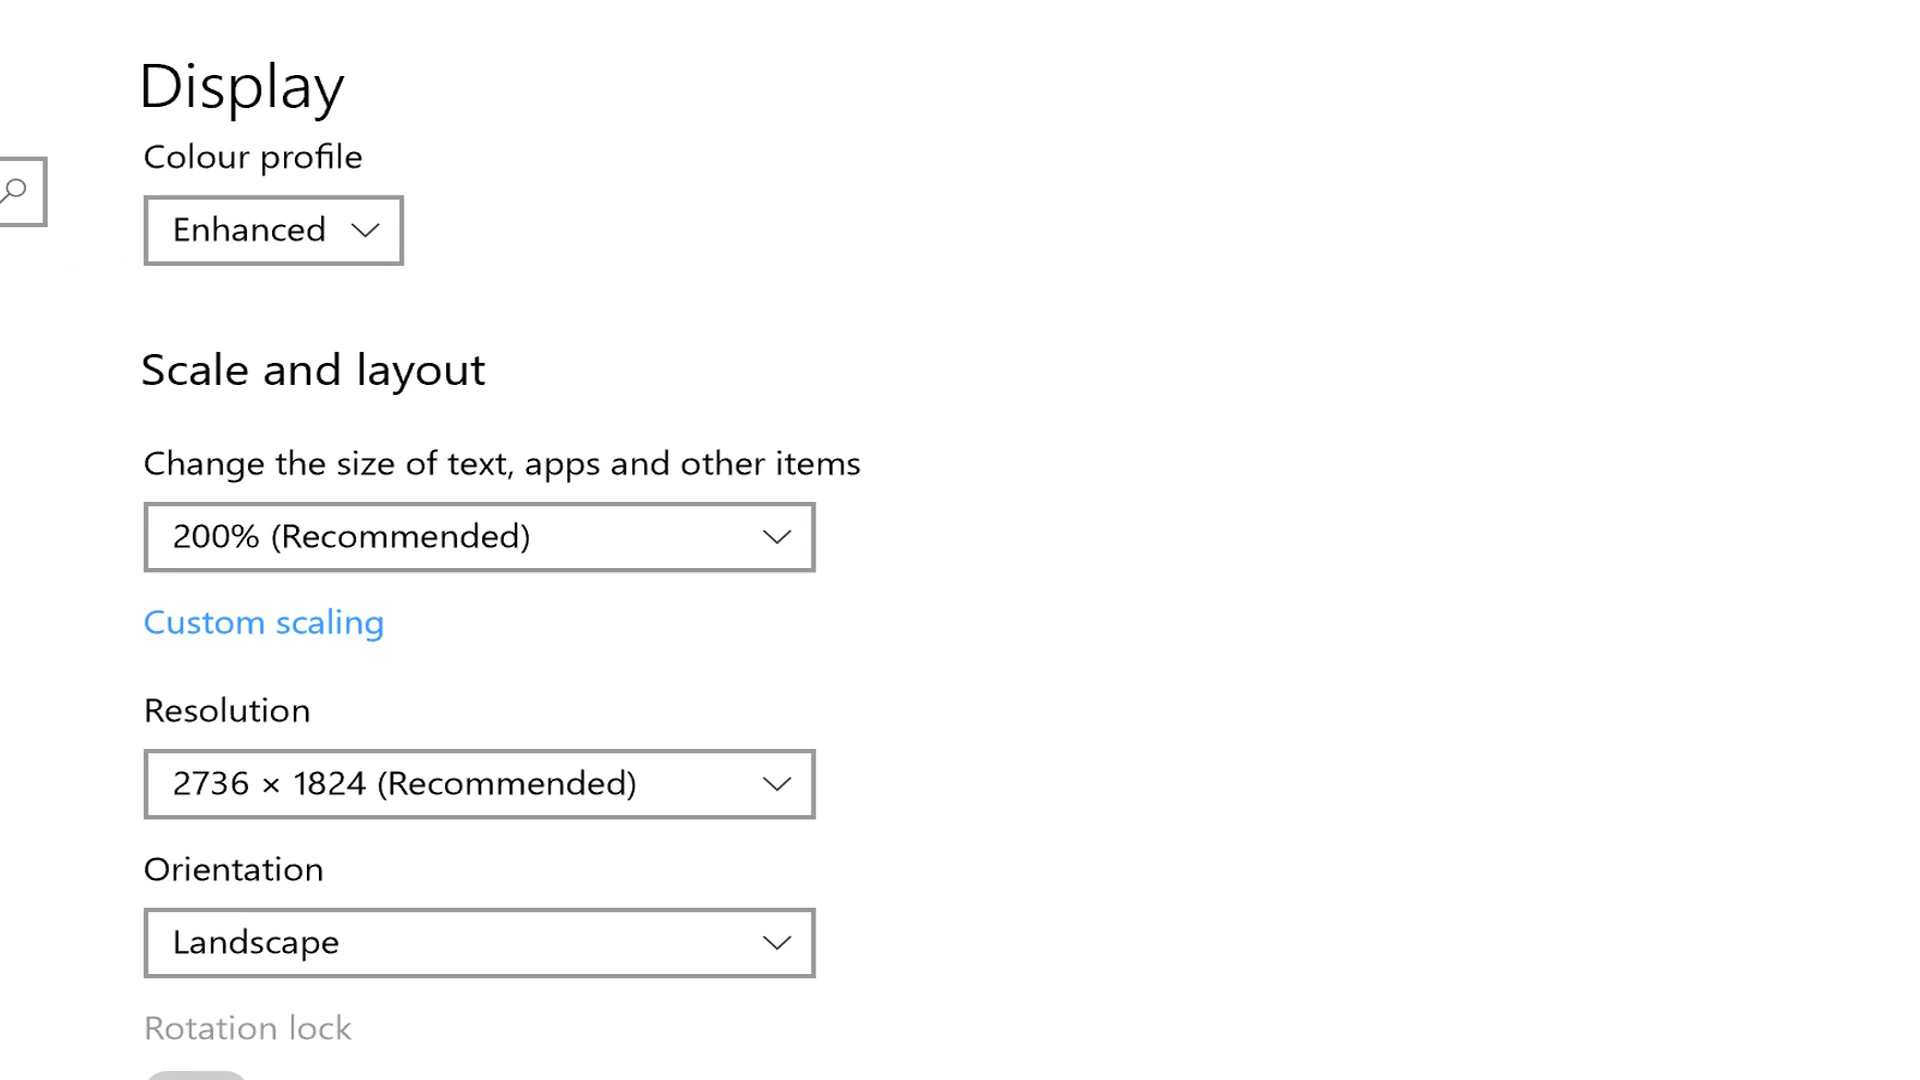 Display
Colour profile
Enhanced
Scale and layout
Change the size of text, apps and other items
200% (Recommended)
Custom scaling
Resolution
2736 × 1824 (Recommended)
Orientation
Landscape
Rotation lock